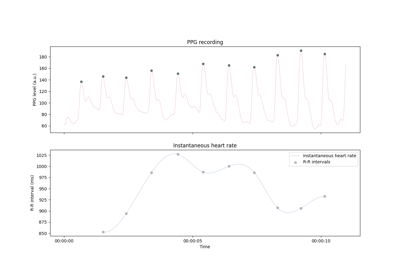 PPG recording
PPG level (a.u.)
180
160
140
120
100
80
60
Instantaneous heart rate
R-R interval (ms)
1025
1000
975
950
925
900
875
850
Instantaneous heart rate
R-R intervals
00:00:00
00:00:05
00:00:10
Time